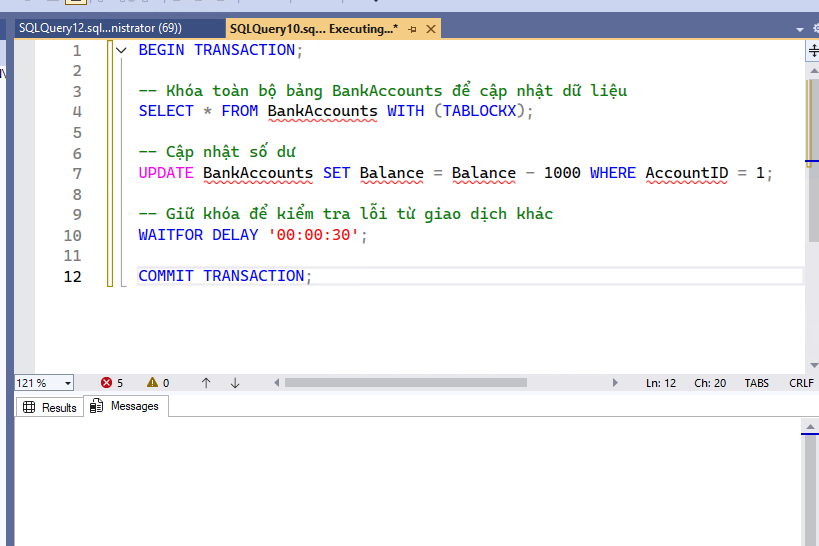 SQLQuery12.sql...nistrator (69))
SQLQuery10.sq... Executing...*
1 BEGIN TRANSACTION;
2
3 -- Khóa toàn bộ bảng BankAccounts để cập nhật dữ liệu
4 SELECT * FROM BankAccounts WITH (TABLOCKX);
5
6 -- Cập nhật số dư
7 UPDATE BankAccounts SET Balance = Balance - 1000 WHERE AccountID = 1;
8
9 -- Giữ khóa để kiểm tra lỗi từ giao dịch khác
10 WAITFOR DELAY '00:00:30';
11
12 COMMIT TRANSACTION;
121 % 5 0 Ln: 12 Ch: 20 TABS CRLF
Results Messages